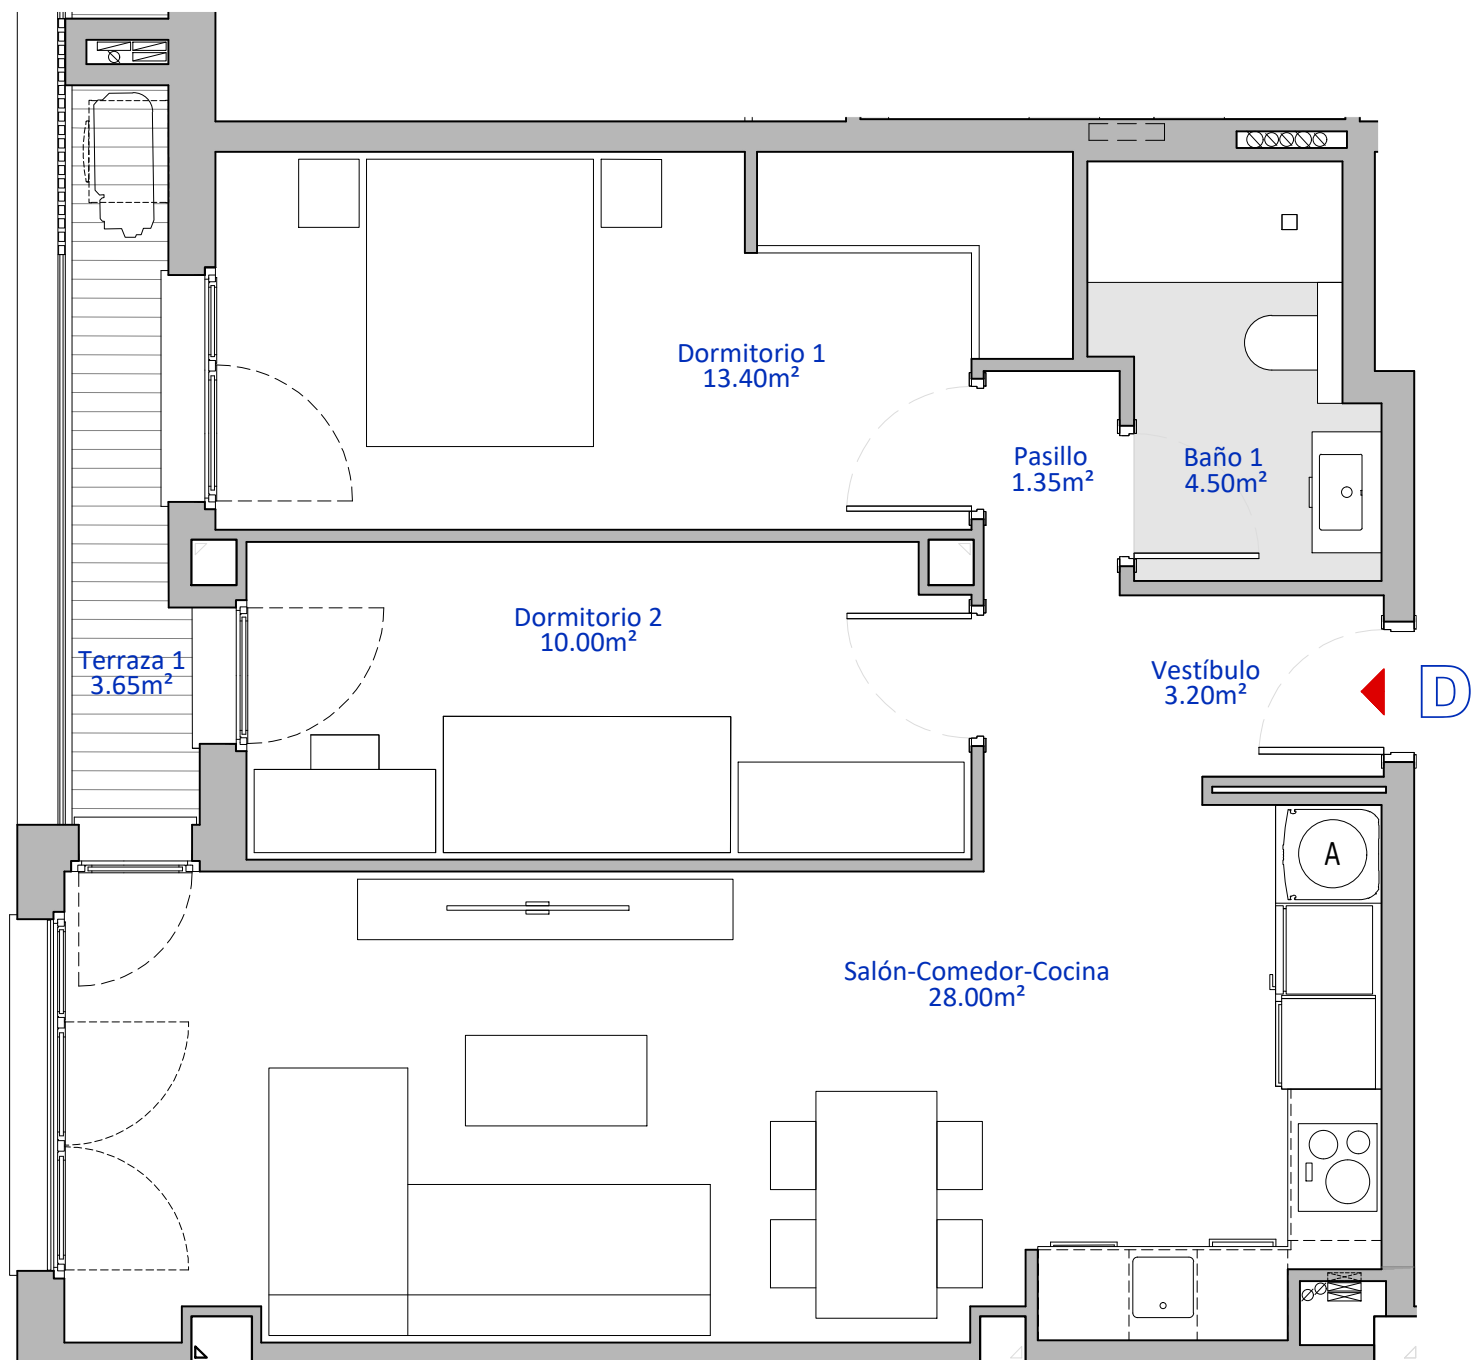 Dormitorio 1
13.40m²
Pasillo
1.35m²
Baño 1
4.50m²
Dormitorio 2
10.00m²
Terraza 1
3.65m²
Vestíbulo
3.20m²
D
A
Salón-Comedor-Cocina
28.00m²